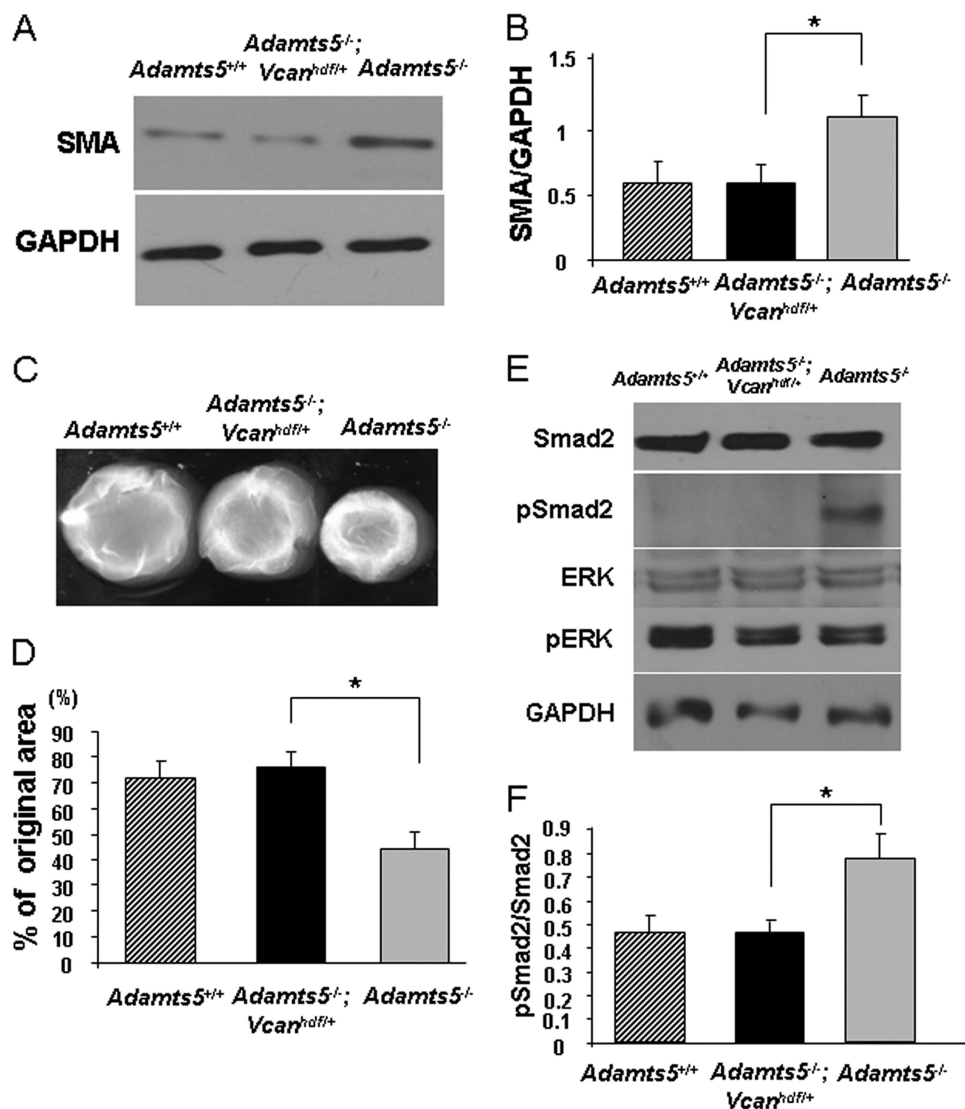 A
Adamts5+/+ Adamts5-/-; Vcanhdf/+ Adamts5-/-
SMA
GAPDH
B
*
SMA/GAPDH
1.5
1
0.5
0
Adamts5+/+ Adamts5-/-; Vcanhdf/+ Adamts5-/-
C
Adamts5+/+ Adamts5-/-; Vcanhdf/+ Adamts5-/-
D
(%)
*
% of original area
90
80
70
60
50
40
30
20
10
0
Adamts5+/+ Adamts5-/-; Vcanhdf/+ Adamts5-/-
E
Adamts5+/+ Adamts5-/-; Vcanhdf/+ Adamts5-/-
Smad2
pSmad2
ERK
pERK
GAPDH
F
*
pSmad2/Smad2
0.9
0.8
0.7
0.6
0.5
0.4
0.3
0.2
0.1
0
Adamts5+/+ Adamts5-/-; Vcanhdf/+ Adamts5-/-